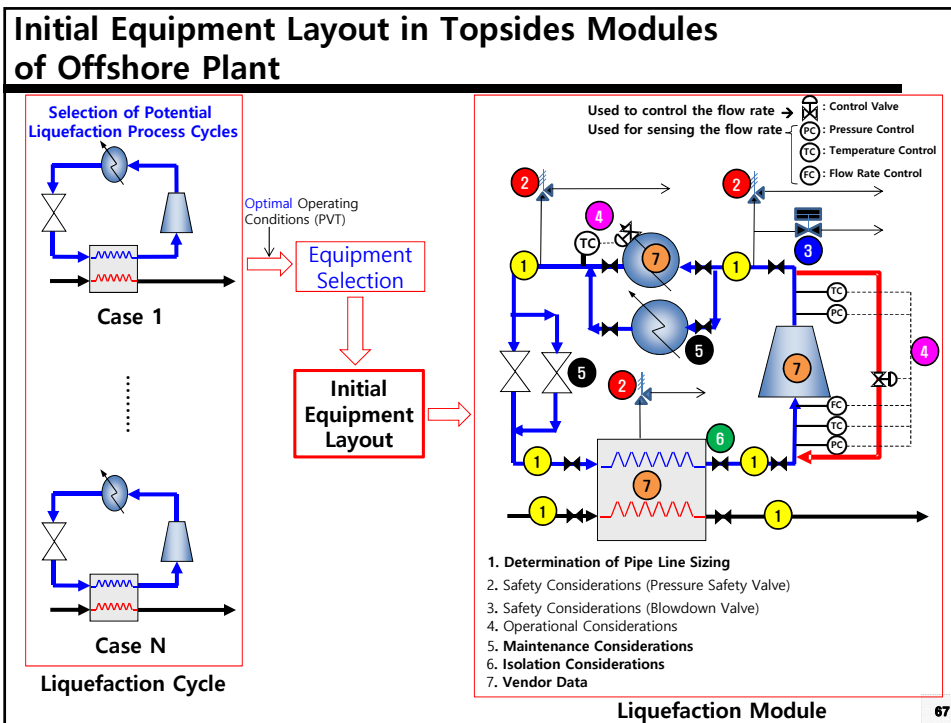 Initial Equipment Layout in Topsides Modules
of Offshore Plant
Selection of Potential
Liquefaction Process Cycles
Case 1
Case N
Liquefaction Cycle
Optimal Operating
Conditions (PVT)
Equipment
Selection
Initial
Equipment
Layout
Used to control the flow rate
: Control Valve
Used for sensing the flow rate
PC : Pressure Control
TC : Temperature Control
FC : Flow Rate Control
2
2
4
TC
3
1
7
1
TC
PC
5
4
5
7
2
FC
TC
PC
6
1
1
7
1
1
1. Determination of Pipe Line Sizing
2. Safety Considerations (Pressure Safety Valve)
3. Safety Considerations (Blowdown Valve)
4. Operational Considerations
5. Maintenance Considerations
6. Isolation Considerations
7. Vendor Data
Liquefaction Module
67